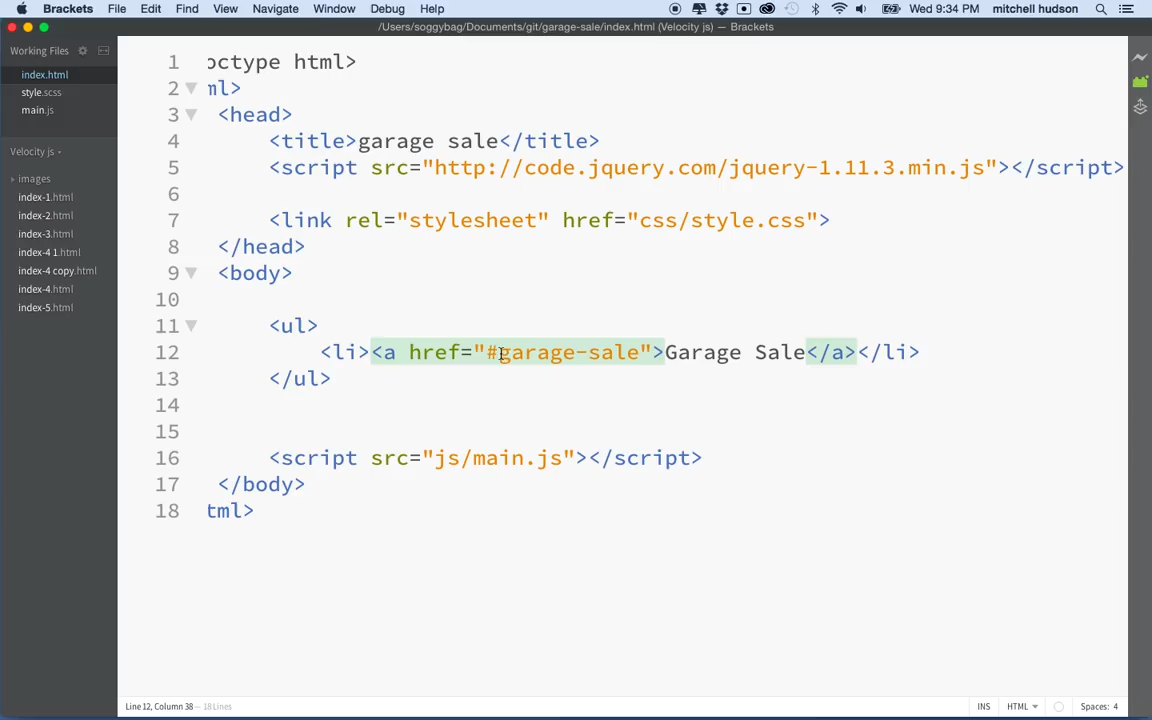 Brackets File Edit Find View Navigate Window Debug Help Wed 9:34 PM mitchell hudson
/Users/soggybag/Documents/git/garage-sale/index.html (Velocity js) — Brackets
Working Files
index.html
style.scss
main.js
Velocity js
images
index-1.html
index-2.html
index-3.html
index-4 1.html
index-4 copy.html
index-4.html
index-5.html
1 octype html>
2 ml>
3 <head>
4 <title>garage sale</title>
5 <script src="http://code.jquery.com/jquery-1.11.3.min.js"></script>
6
7 <link rel="stylesheet" href="css/style.css">
8 </head>
9 <body>
10
11 <ul>
12 <li><a href="#garage-sale">Garage Sale</a></li>
13 </ul>
14
15
16 <script src="js/main.js"></script>
17 </body>
18 tml>
Line 12, Column 38 — 18 Lines INS HTML Spaces: 4